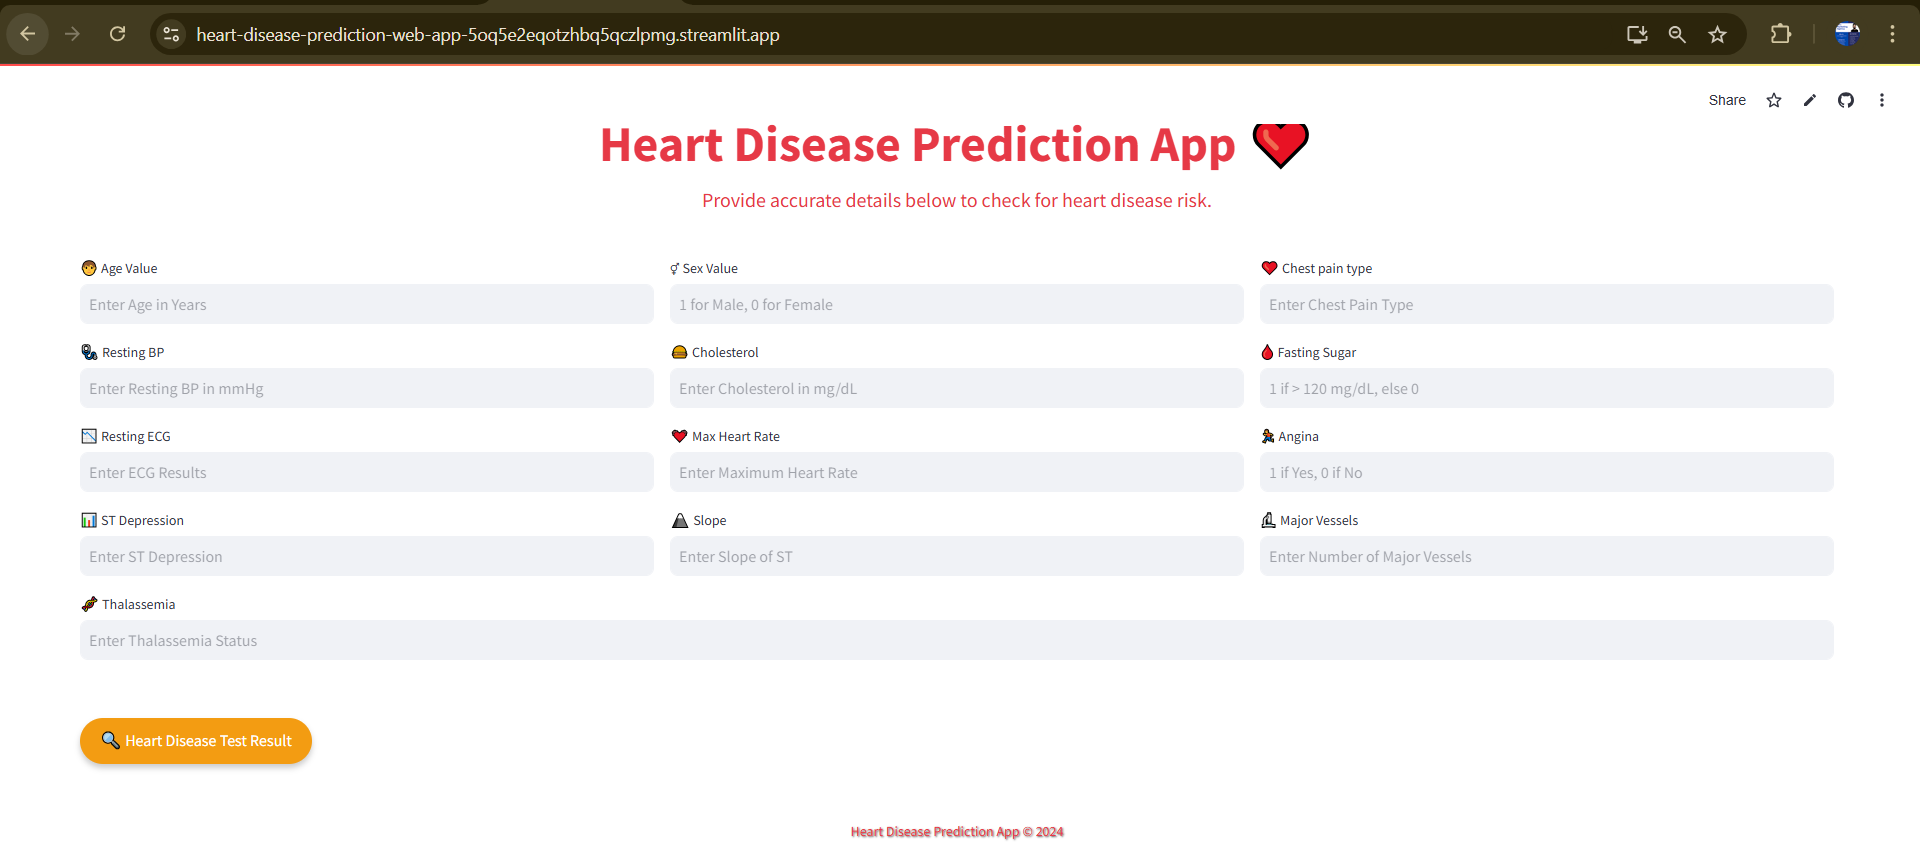 heart-disease-prediction-web-app-5oq5e2eqotzhbq5qczlpmg.streamlit.app
Share
Heart Disease Prediction App
Provide accurate details below to check for heart disease risk.
Age Value
Sex Value
Chest pain type
Enter Age in Years
1 for Male, 0 for Female
Enter Chest Pain Type
Resting BP
Cholesterol
Fasting Sugar
Enter Resting BP in mmHg
Enter Cholesterol in mg/dL
1 if > 120 mg/dL, else 0
Resting ECG
Max Heart Rate
Angina
Enter ECG Results
Enter Maximum Heart Rate
1 if Yes, 0 if No
ST Depression
Slope
Major Vessels
Enter ST Depression
Enter Slope of ST
Enter Number of Major Vessels
Thalassemia
Enter Thalassemia Status
Heart Disease Test Result
Heart Disease Prediction App © 2024